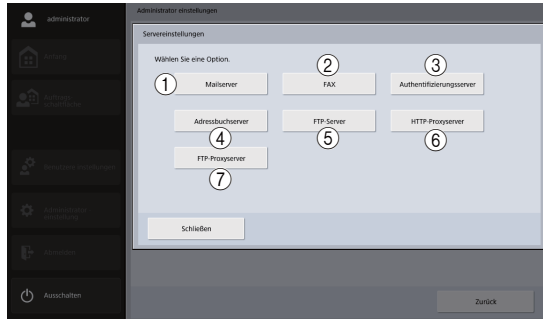 administrator
Administrator einstellungen
Servereinstellungen
Wählen Sie eine Option.
1 Mailserver
2 FAX
3 Authentifizierungsserver
Adressbuchserver 4
FTP-Server 5
HTTP-Proxyserver 6
FTP-Proxyserver 7
Schließen
Abmelden
Ausschalten
Zurück